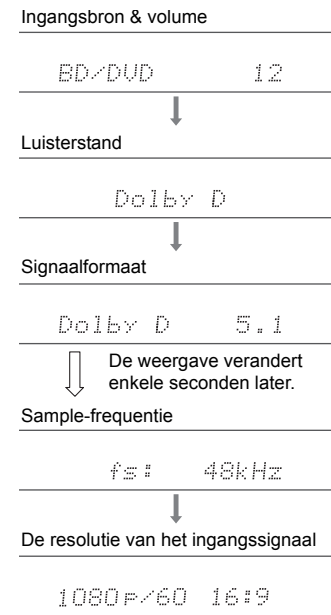 Ingangsbron & volume
BD/DVD 12
Luisterstand
Dolby D
Signaalformaat
Dolby D 5.1
De weergave verandert
enkele seconden later.
Sample-frequentie
fs: 48kHz
De resolutie van het ingangssignaal
1080p/60 16:9